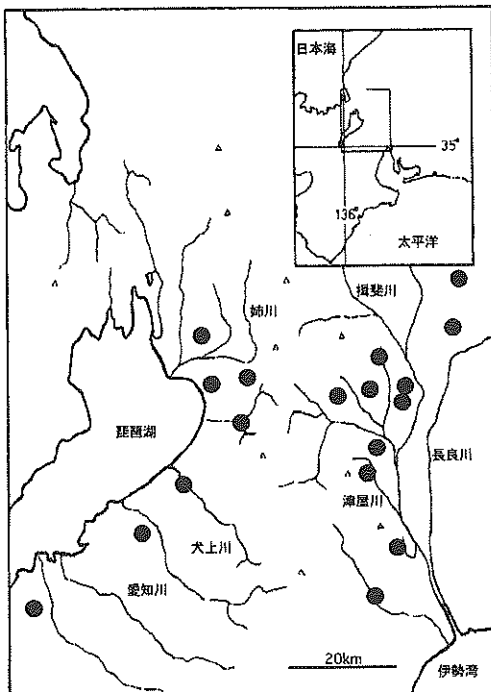 日本海
35°
136°
太平洋
揖斐川
姉川
琵琶湖
長良川
津屋川
犬上川
愛知川
20km
伊勢湾